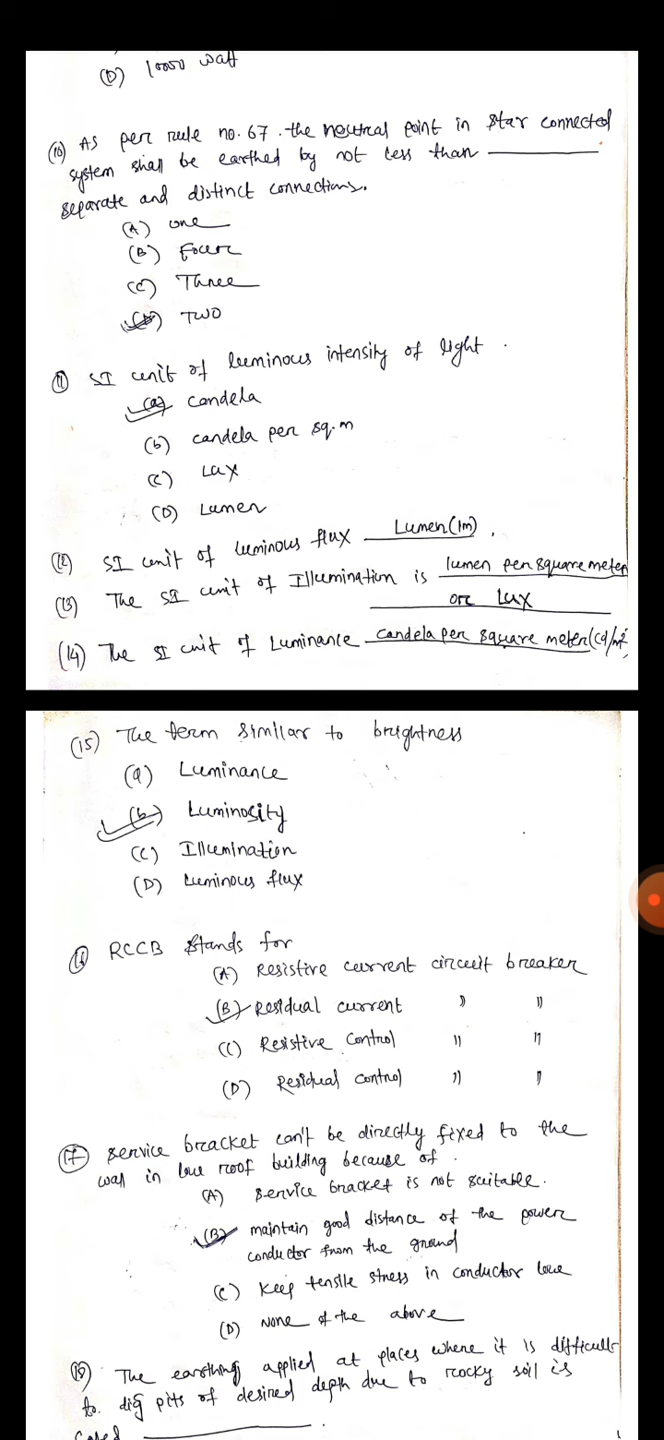 (D) 10000 watt
(10) As per rule no. 67. the neutral point in star connected
system shall be earthed by not less than ________
separate and distinct connections.
(A) one
(B) Four
(C) Three
(D) TWO
(11) SI unit of luminous intensity of light.
(a) candela
(b) candela per sq.m
(c) Lux
(D) Lumen
(12) SI unit of luminous flux Lumen(lm).
(13) The SI unit of Illumination is lumen per square meter
or Lux
(14) The SI unit of Luminance candela per square meter (cd/m²
(15) The term similar to brightness
(a) Luminance
(b) Luminosity
(c) Illumination
(D) Luminous flux
(16) RCCB stands for
(A) Resistive current circuit breaker
(B) Residual current " "
(C) Resistive control " "
(D) Residual control " "
(17) service bracket can't be directly fixed to the
wall in low roof building because of.
(A) service bracket is not suitable.
(B) maintain good distance of the power
conductor from the ground
(c) Keep tensile stress in conductor low
(D) None of the above
The earthing applied at places where it is difficult
to dig pits of desired depth due to rocky soil is
called ________